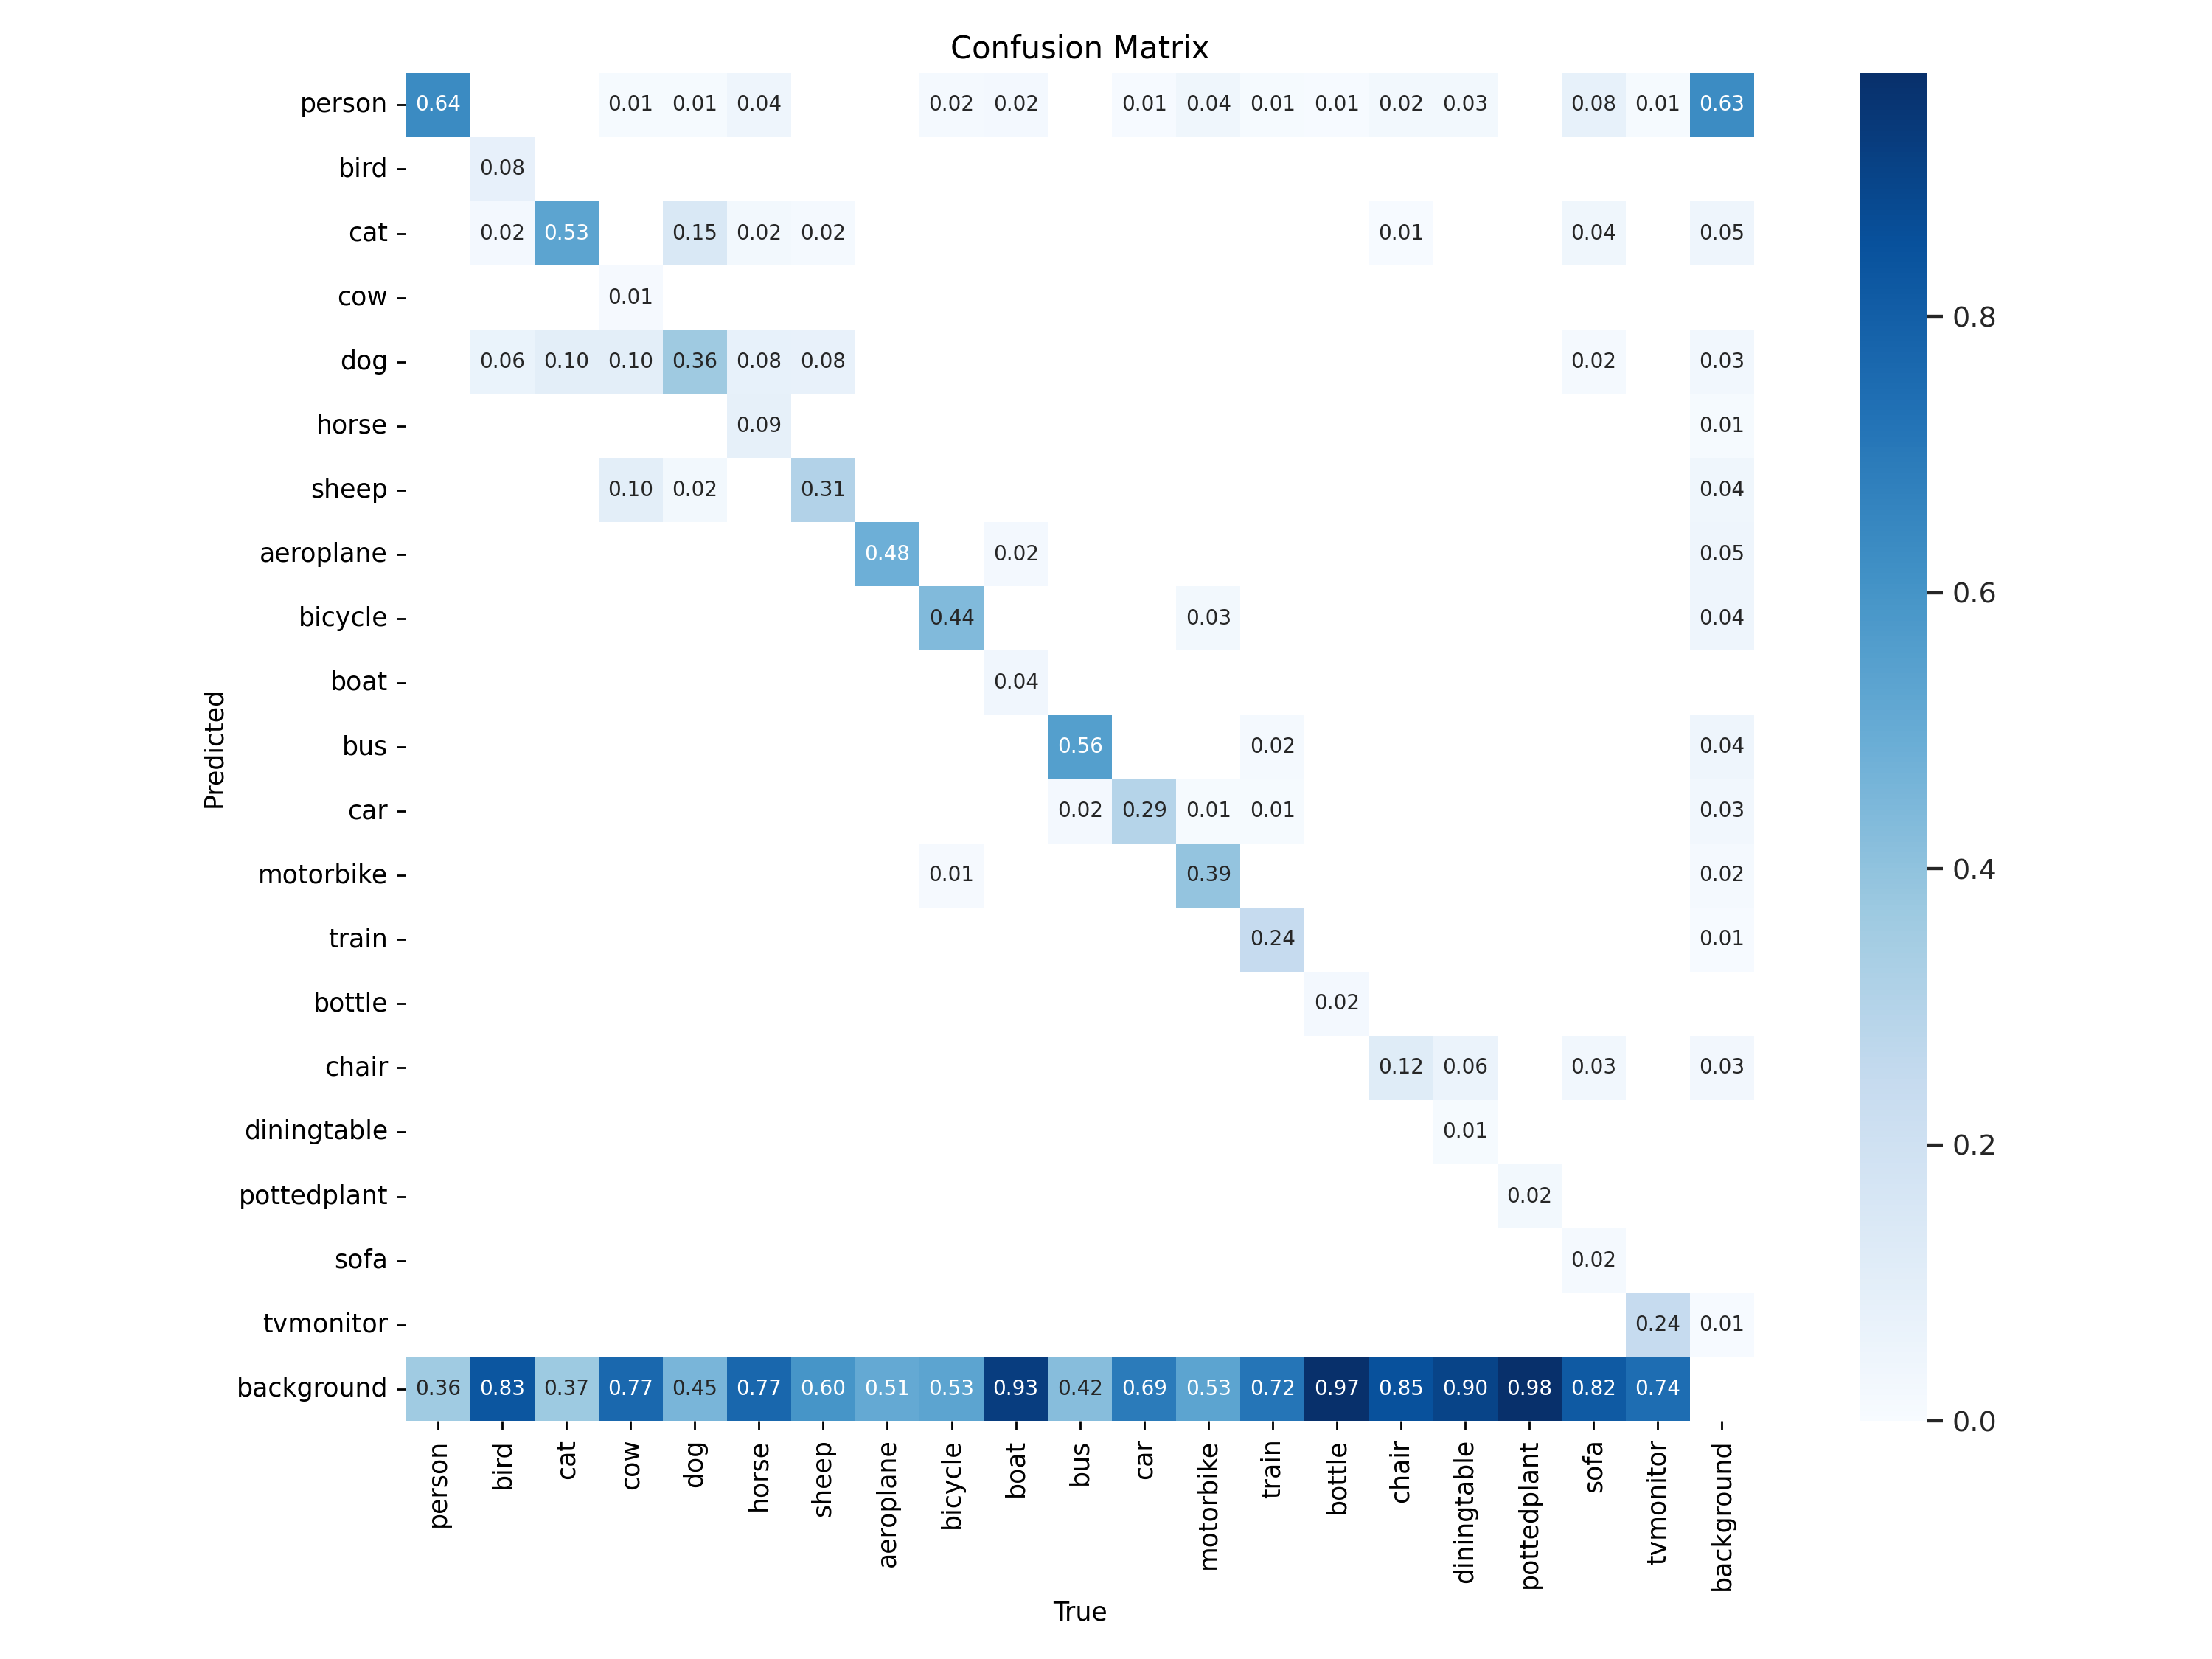 Confusion Matrix
person 0.64 0.01 0.01 0.04 0.02 0.02 0.01 0.04 0.01 0.01 0.02 0.03 0.08 0.01 0.63
bird 0.08
cat 0.02 0.53 0.15 0.02 0.02 0.01 0.04 0.05
cow 0.01
dog 0.06 0.10 0.10 0.36 0.08 0.08 0.02 0.03
horse 0.09 0.01
sheep 0.10 0.02 0.31 0.04
aeroplane 0.48 0.02 0.05
bicycle 0.44 0.03 0.04
boat 0.04
bus 0.56 0.02 0.04
car 0.02 0.29 0.01 0.01 0.03
motorbike 0.01 0.39 0.02
train 0.24 0.01
bottle 0.02
chair 0.12 0.06 0.03 0.03
diningtable 0.01
pottedplant 0.02
sofa 0.02
tvmonitor 0.24 0.01
background 0.36 0.83 0.37 0.77 0.45 0.77 0.60 0.51 0.53 0.93 0.42 0.69 0.53 0.72 0.97 0.85 0.90 0.98 0.82 0.74
Predicted
person bird cat cow dog horse sheep aeroplane bicycle boat bus car motorbike train bottle chair diningtable pottedplant sofa tvmonitor background
True
0.8
0.6
0.4
0.2
0.0